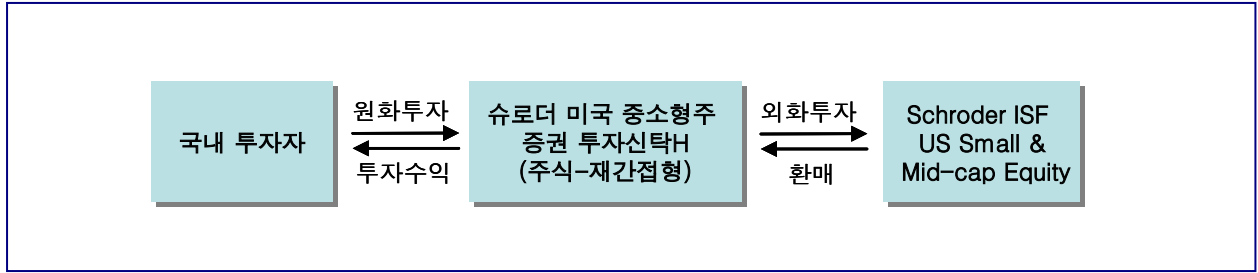 국내 투자자
원화투자
투자수익
슈로더 미국 중소형주
증권 투자신탁H
(주식-재간접형)
외화투자
환매
Schroder ISF
US Small &
Mid-cap Equity